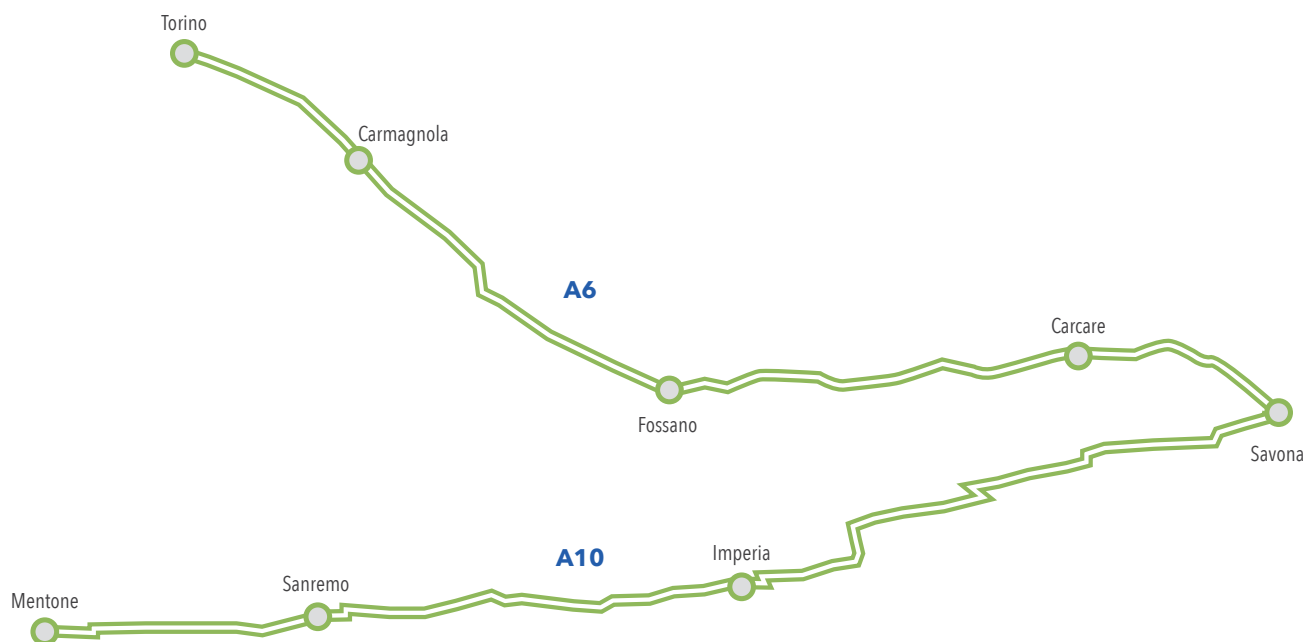 Torino
Carmagnola
A6
Carcare
Fossano
Savona
A10
Imperia
Sanremo
Mentone